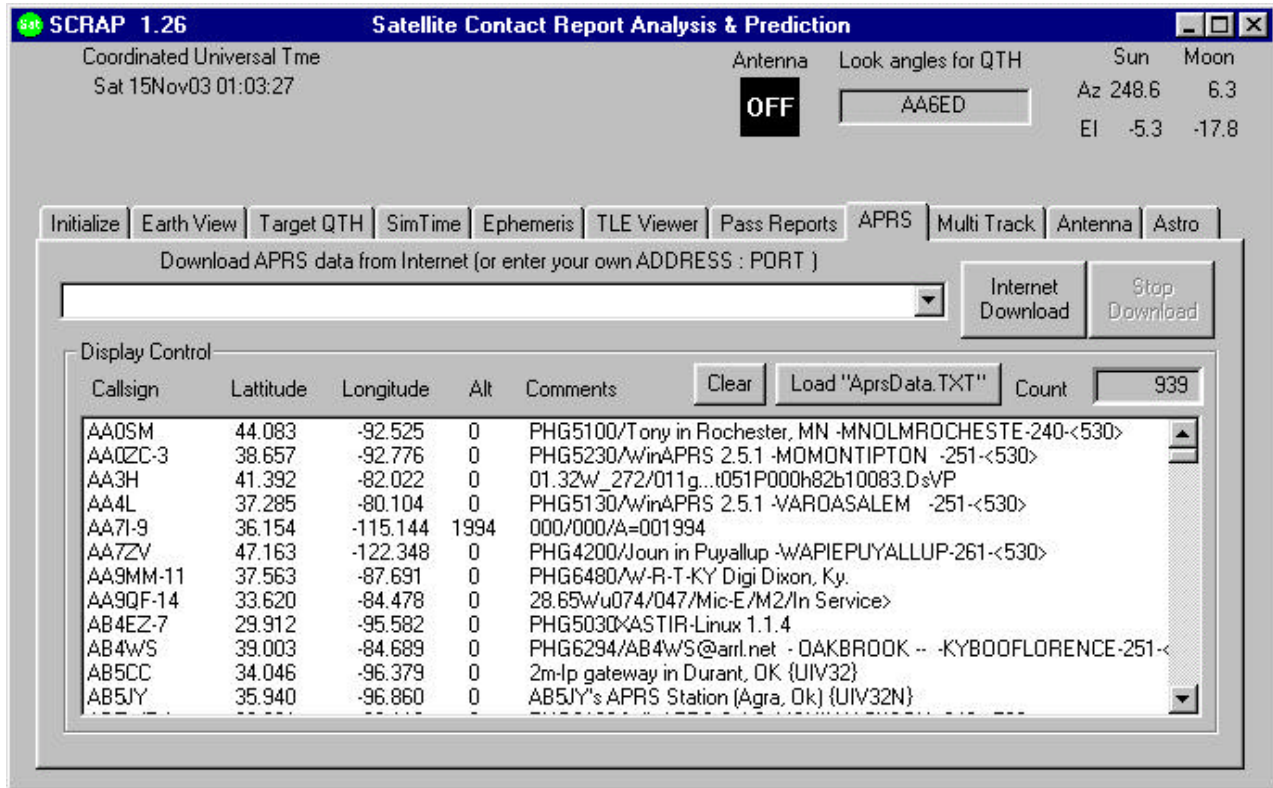 Sat SCRAP 1.26 Satellite Contact Report Analysis & Prediction
Coordinated Universal Tme
Sat 15Nov03 01:03:27
Antenna
OFF
Look angles for QTH
AA6ED
Sun Moon
Az 248.6 6.3
El -5.3 -17.8
Initialize Earth View Target QTH SimTime Ephemeris TLE Viewer Pass Reports APRS Multi Track Antenna Astro
Download APRS data from Internet (or enter your own ADDRESS : PORT )
Internet Download
Stop Download
Display Control
Callsign Lattitude Longitude Alt Comments Clear Load "AprsData.TXT" Count 939
AA0SM 44.083 -92.525 0 PHG5100/Tony in Rochester, MN -MNOLMROCHESTE-240-<530>
AA0ZC-3 38.657 -92.776 0 PHG5230/WinAPRS 2.5.1 -MOMONTIPTON -251-<530>
AA3H 41.392 -82.022 0 01.32W_272/011g...t051P000h82b10083.DsVP
AA4L 37.285 -80.104 0 PHG5130/WinAPRS 2.5.1 -VAROASALEM -251-<530>
AA7I-9 36.154 -115.144 1994 000/000/A=001994
AA7ZV 47.163 -122.348 0 PHG4200/Joun in Puyallup -WAPIEPUYALLUP-261-<530>
AA9MM-11 37.563 -87.691 0 PHG6480/W-R-T-KY Digi Dixon, Ky.
AA9QF-14 33.620 -84.478 0 28.65Wu074/047/Mic-E/M2/In Service>
AB4EZ-7 29.912 -95.582 0 PHG5030XASTIR-Linux 1.1.4
AB4WS 39.003 -84.689 0 PHG6294/AB4WS@arrl.net - OAKBROOK -- -KYBOOFLORENCE-251-<
AB5CC 34.046 -96.379 0 2m-Ip gateway in Durant, OK {UIV32}
AB5JY 35.940 -96.860 0 AB5JY's APRS Station (Agra, Ok) {UIV32N}